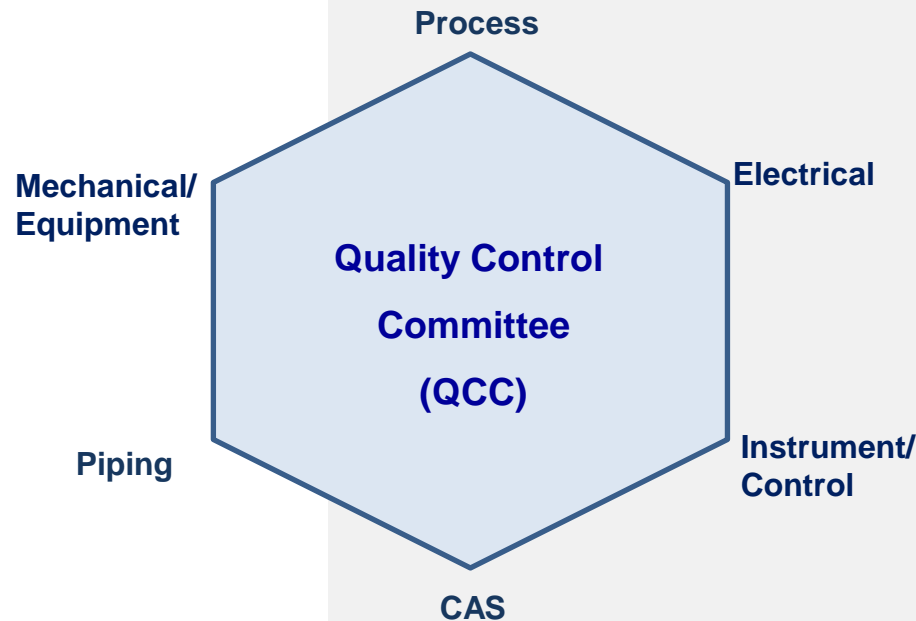 Process
Mechanical/
Equipment
Electrical
Quality Control
Committee
(QCC)
Piping
Instrument/
Control
CAS